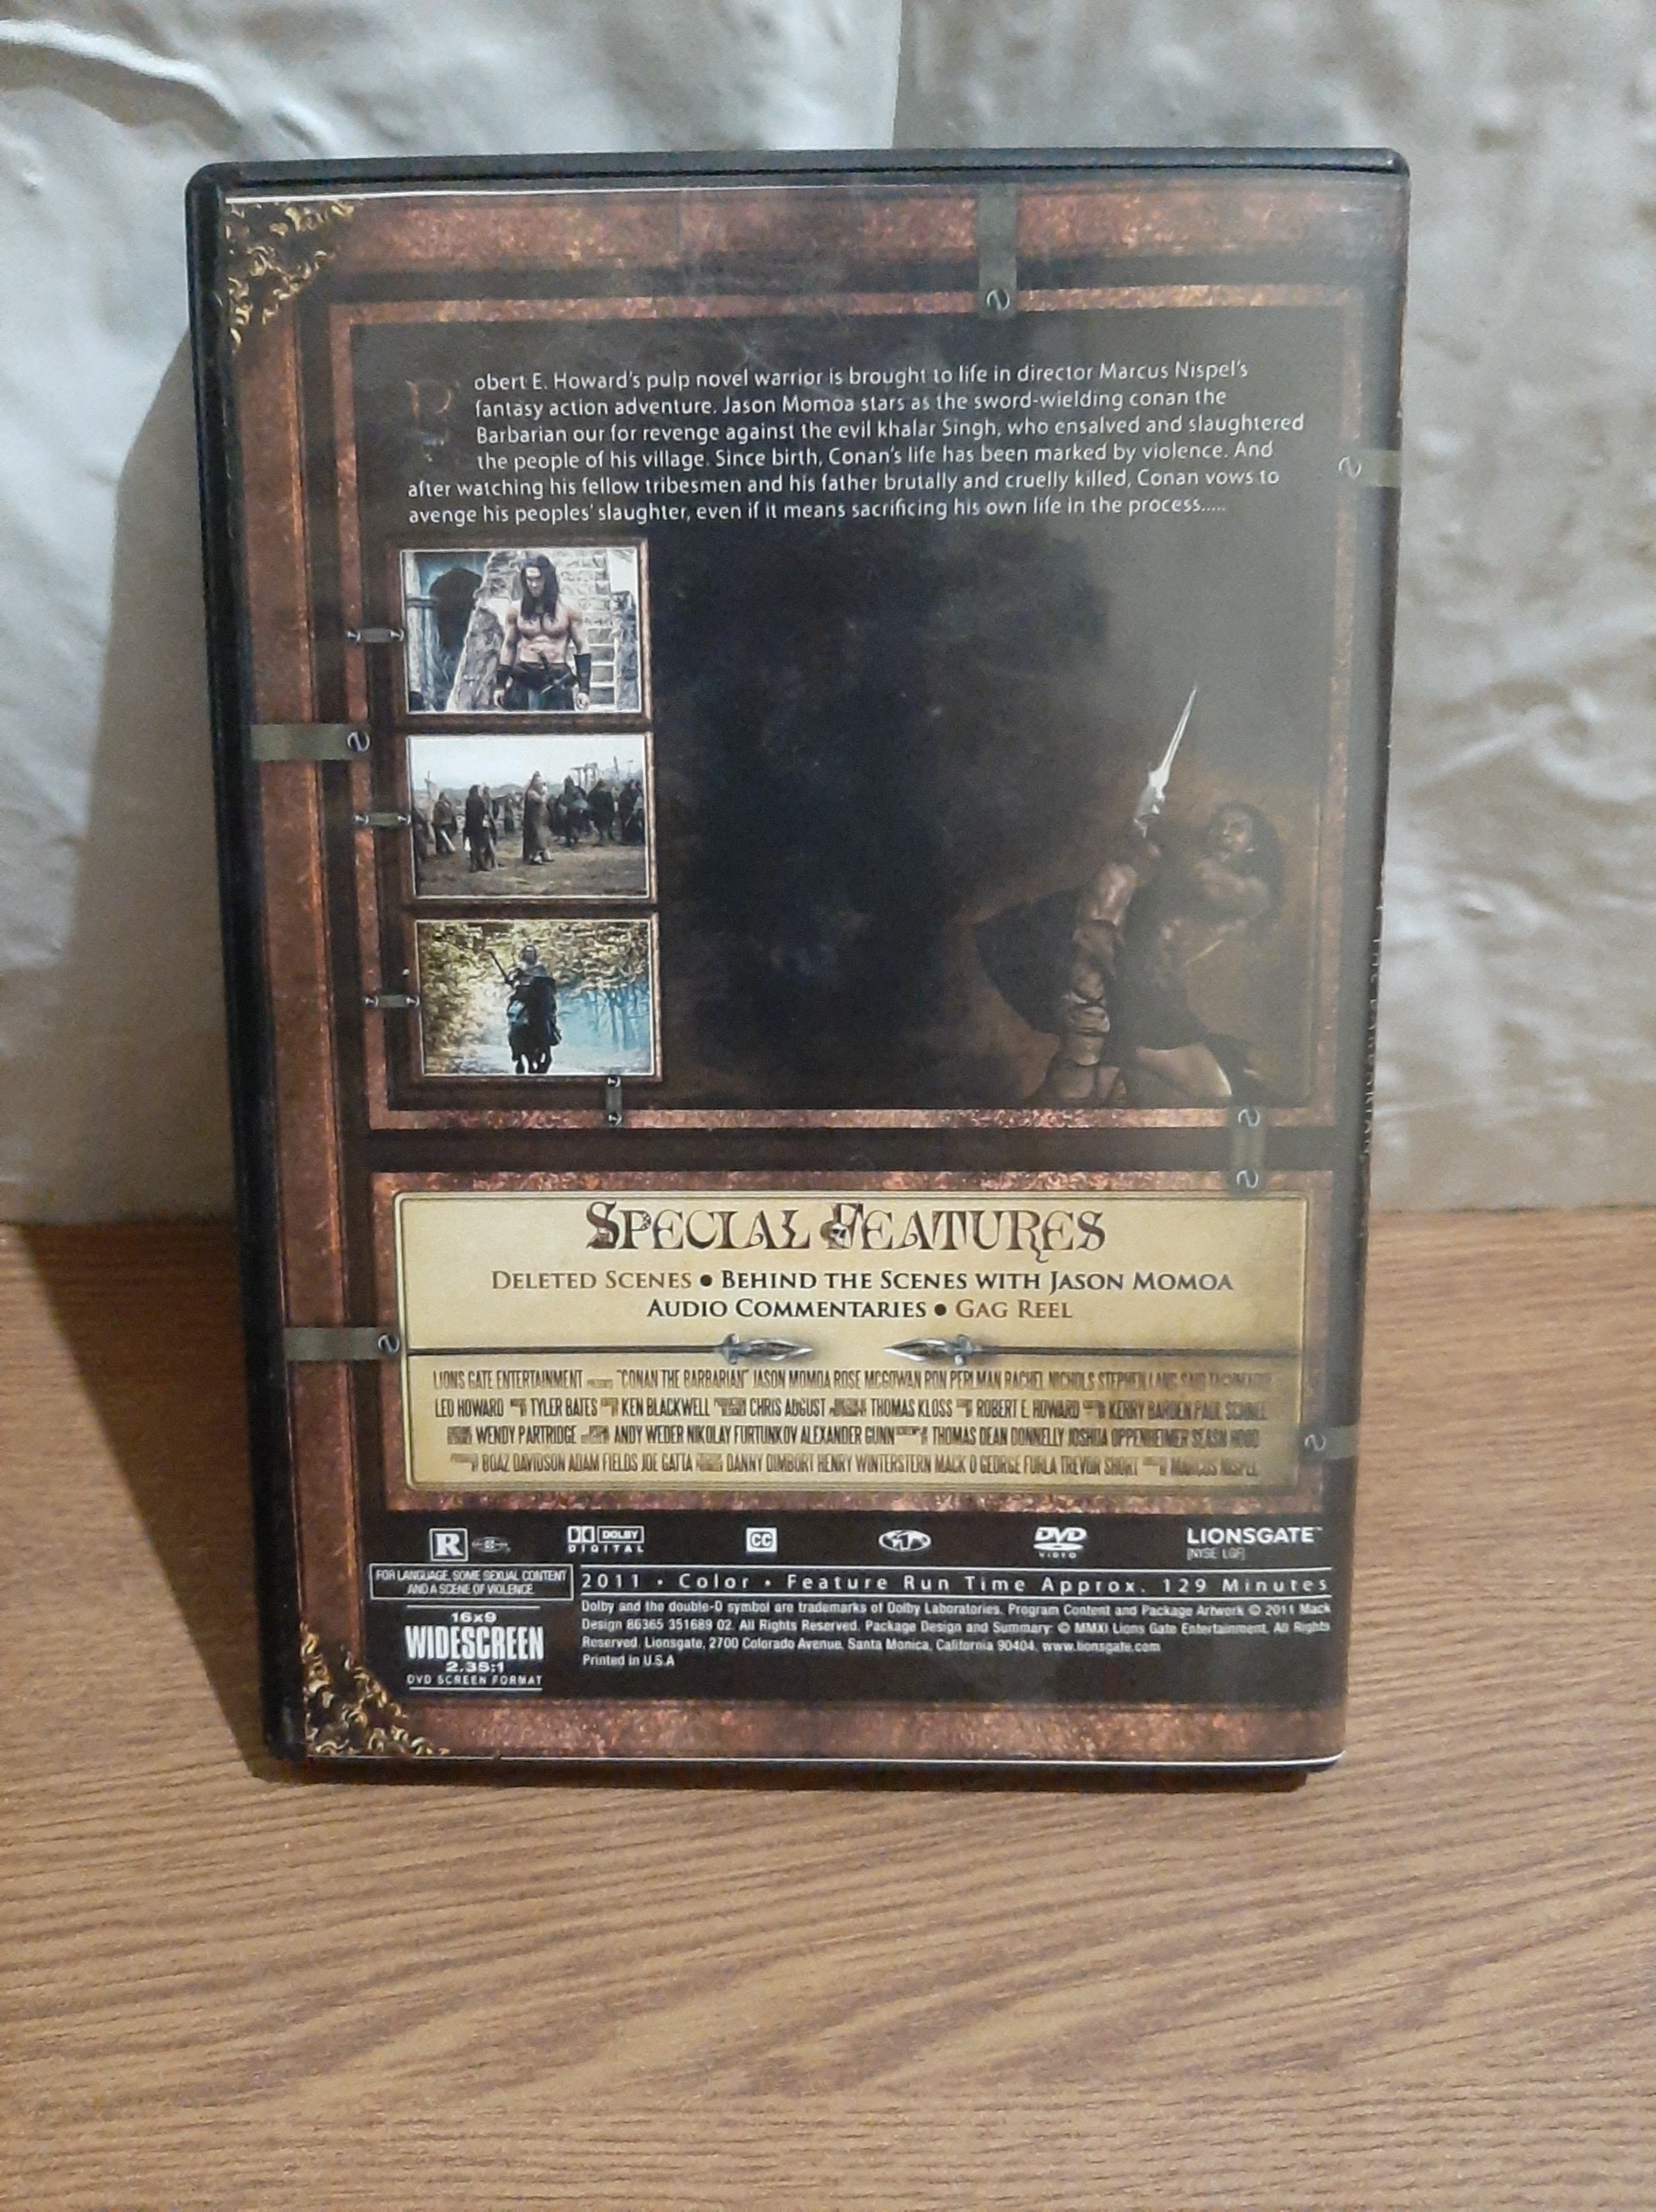 Robert E. Howard's pulp novel warrior is brought to life in director Marcus Nispel's
fantasy action adventure. Jason Momoa stars as the sword-wielding conan the
Barbarian our for revenge against the evil khalar Singh, who ensalved and slaughtered
the people of his village. Since birth, Conan's life has been marked by violence. And
after watching his fellow tribesmen and his father brutally and cruelly killed, Conan vows to
avenge his peoples' slaughter, even if it means sacrificing his own life in the process.....
SPECIAL FEATURES
DELETED SCENES • BEHIND THE SCENES WITH JASON MOMOA
AUDIO COMMENTARIES • GAG REEL
LIONS GATE ENTERTAINMENT "CONAN THE BARBARIAN" JASON MOMOA ROSE MCGOWAN RON PERLMAN RACHEL NICHOLS STEPHEN LANG SAID
LEO HOWARD TYLER BATES KEN BLACKWELL CHRIS AUGUST THOMAS KLOSS ROBERT E. HOWARD KERRY BARDEN PAUL SCHNEE
WENDY PARTRIDGE ANDY WEDER NIKOLAY FURTUNKOV ALEXANDER GUNN THOMAS DEAN DONNELLY JOSHUA OPPENHEIMER SEASN HOOD
BOAZ DAVIDSON ADAM FIELDS JOE GATTA DANNY DIMBORT HENRY WINTERSTERN MACK O GEORGE FURLA TREVOR SHORT MARCUS NISPEL
R DOLBY DIGITAL CC DVD VIDEO LIONSGATE™
[NYSE: LGF]
FOR LANGUAGE, SOME SEXUAL CONTENT
AND A SCENE OF VIOLENCE
2011 • Color • Feature Run Time Approx. 129 Minutes
Dolby and the double-D symbol are trademarks of Dolby Laboratories. Program Content and Package Artwork © 2011 Mack
Design 86365 351689 02. All Rights Reserved. Package Design and Summary: © MMXI Lions Gate Entertainment. All Rights
Reserved. Lionsgate, 2700 Colorado Avenue, Santa Monica, California 90404. www.lionsgate.com
Printed in U.S.A
16x9
WIDESCREEN
2.35:1
DVD SCREEN FORMAT